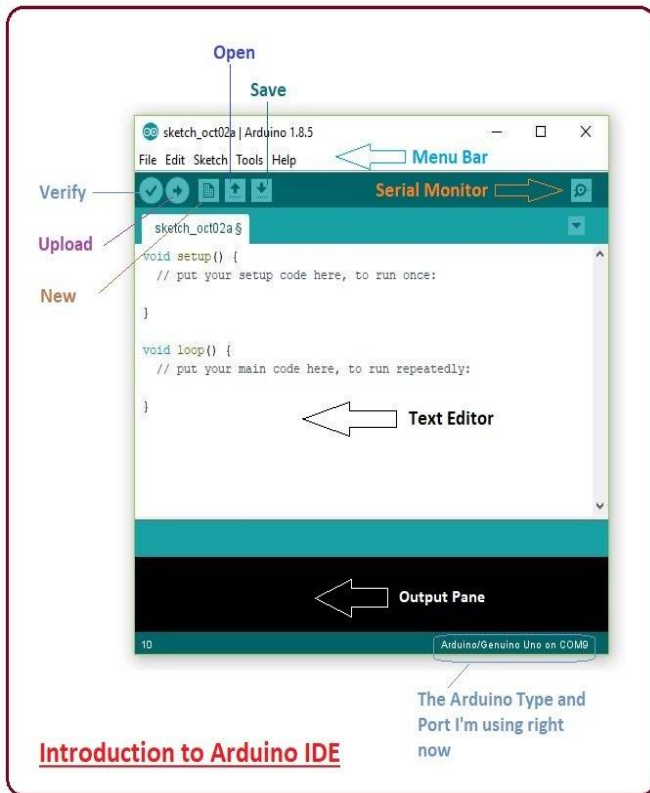 Open
Save
sketch_oct02a | Arduino 1.8.5
File Edit Sketch Tools Help
Menu Bar
Verify
Serial Monitor
Upload
sketch_oct02a §
New
void setup() {
// put your setup code here, to run once:
}
void loop() {
// put your main code here, to run repeatedly:
}
Text Editor
Output Pane
10
Arduino/Genuino Uno on COM9
The Arduino Type and
Port I'm using right
now
Introduction to Arduino IDE